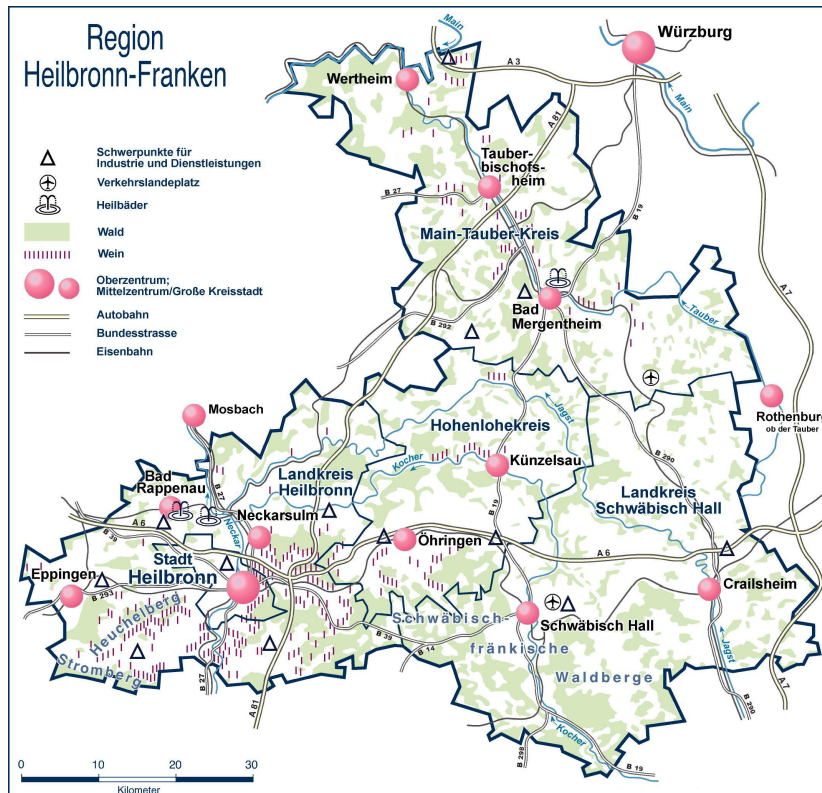 Region
Heilbronn-Franken
Schwerpunkte für
Industrie und Dienstleistungen
Verkehrslandeplatz
Heilbäder
Wald
Wein
Oberzentrum;
Mittelzentrum/Große Kreisstadt
Autobahn
Bundesstrasse
Eisenbahn
Main
A 3
Würzburg
Wertheim
Main
A 81
Tauber-
bischofs-
heim
B 27
B 19
Main-Tauber-Kreis
A 7
Bad
Mergentheim
Tauber
B 292
Mosbach
Jagst
Rothenburg
ob der Tauber
Hohenlohekreis
Kocher
Künzelsau
B 290
Landkreis
Heilbronn
Bad
Rappenau
B 27
Landkreis
Schwäbisch Hall
B 19
Neckarsulm
Neckar
A 6
B 39
Öhringen
A 6
Stadt
Heilbronn
Eppingen
B 293
Crailsheim
Schwäbisch Hall
Heuchelberg
Stromberg
Schwäbisch-
fränkische
Waldberge
B 39
B 14
Jagst
B 27
A 81
A 7
B 290
Kocher
B 298
B 19
0
10
20
30
Kilometer